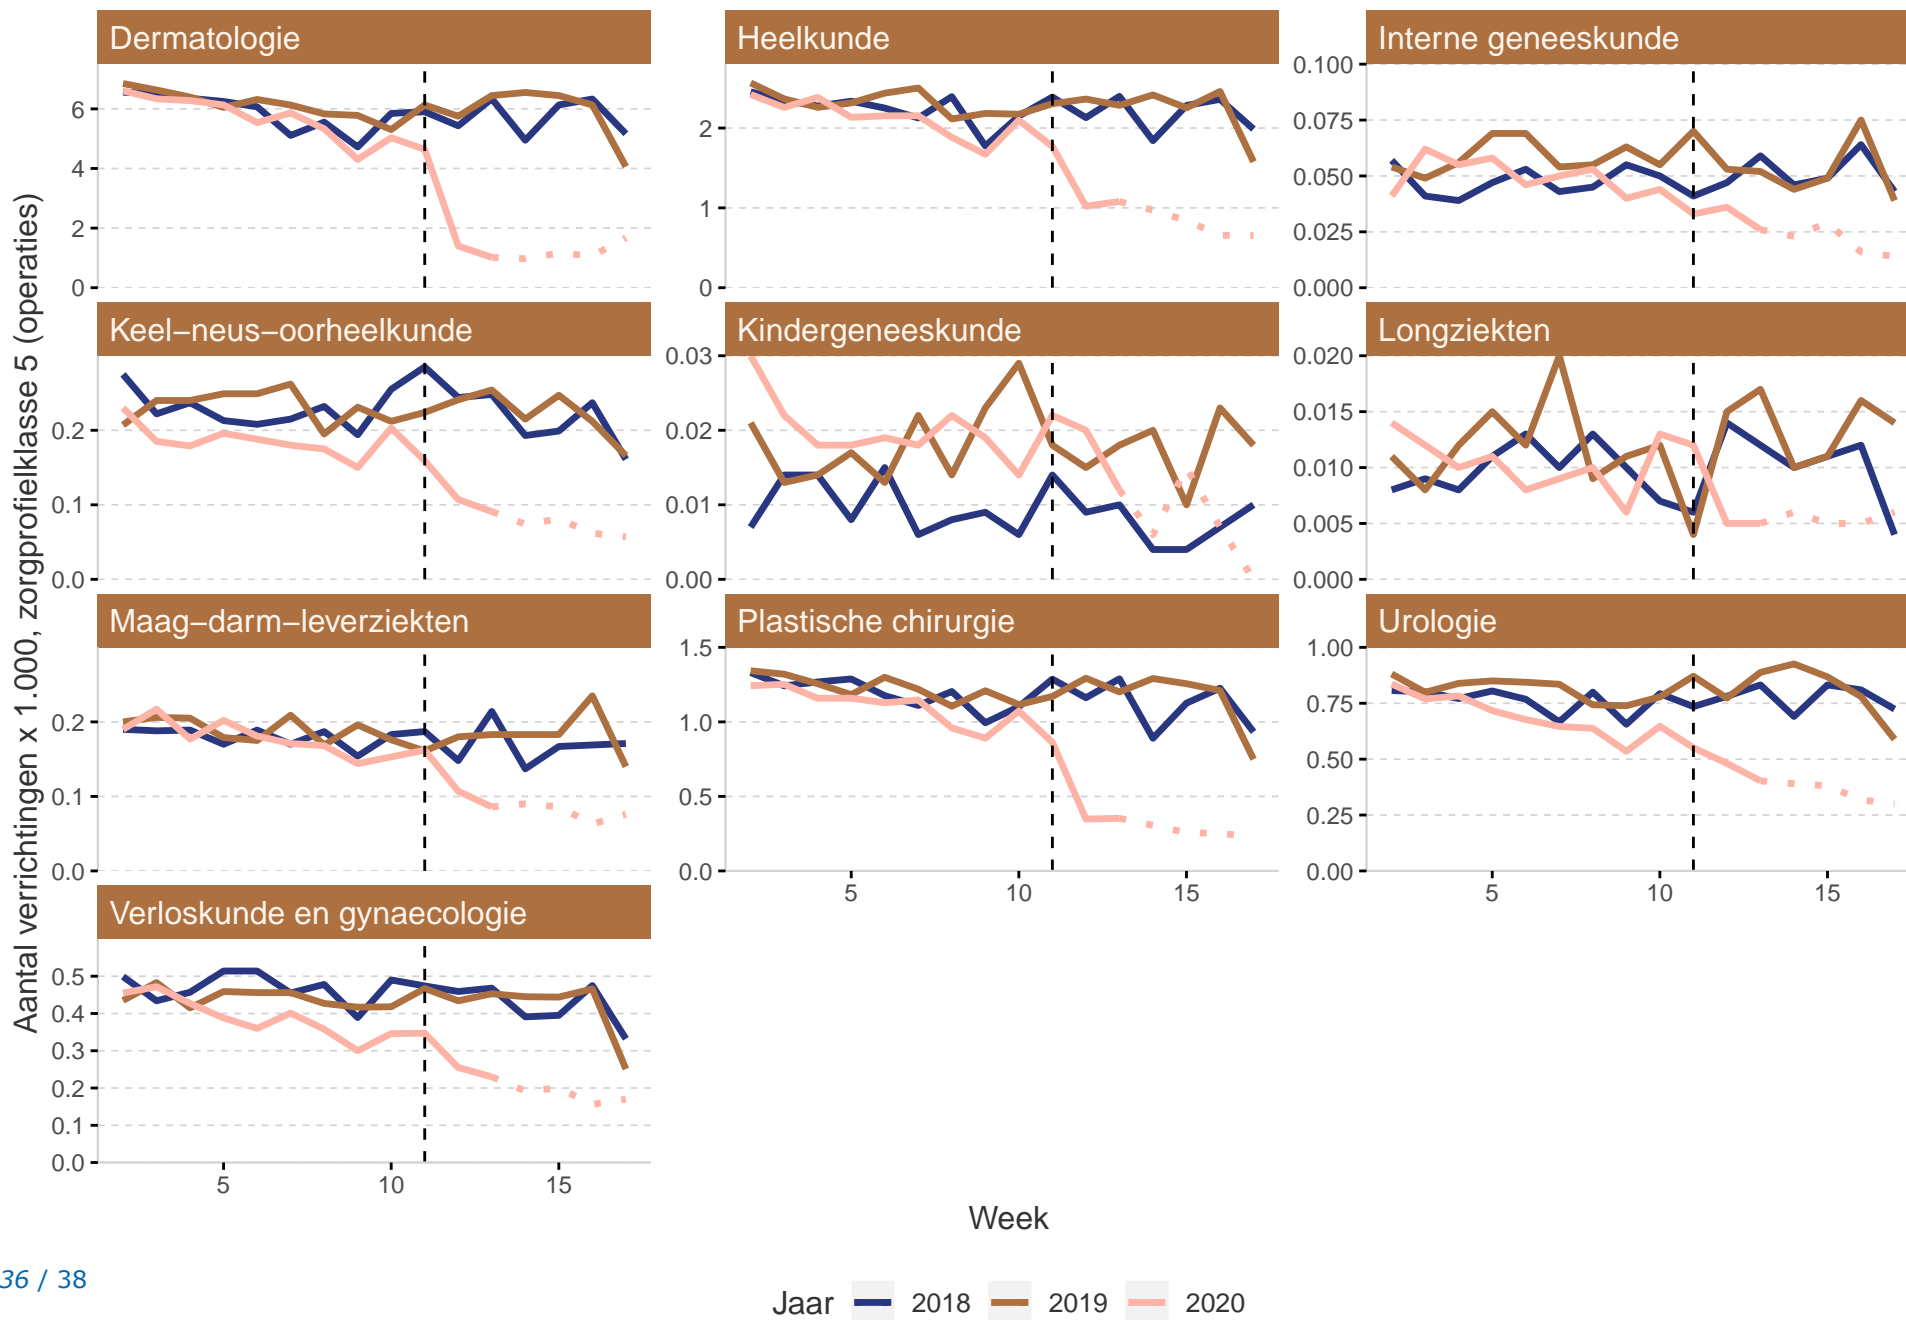 Aantal verrichtingen x 1.000, zorgprofielklasse 5 (operaties)
Dermatologie
6
4
2
0
Heelkunde
2
1
0
Interne geneeskunde
0.100
0.075
0.050
0.025
0.000
Keel−neus−oorheelkunde
0.2
0.1
0.0
Kindergeneeskunde
0.03
0.02
0.01
0.00
Longziekten
0.020
0.015
0.010
0.005
0.000
Maag−darm−leverziekten
0.2
0.1
0.0
Plastische chirurgie
1.5
1.0
0.5
0.0
5 10 15
Urologie
1.00
0.75
0.50
0.25
0.00
5 10 15
Verloskunde en gynaecologie
0.5
0.4
0.3
0.2
0.1
0.0
5 10 15
Week
36 / 38
Jaar 2018 2019 2020